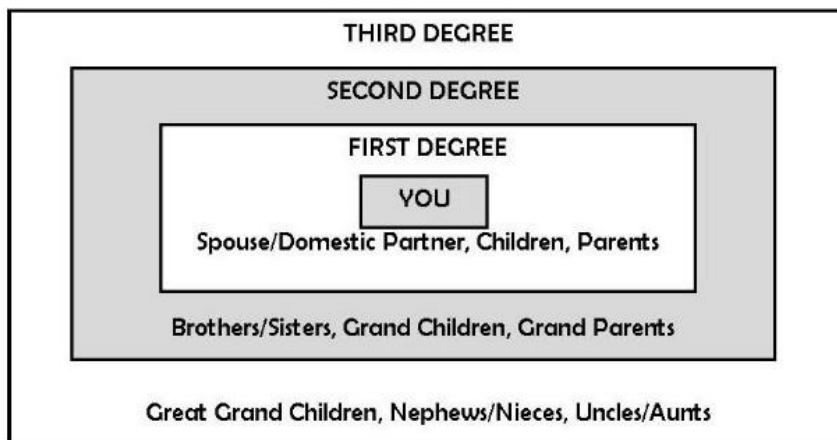 THIRD DEGREE
SECOND DEGREE
FIRST DEGREE
YOU
Spouse/Domestic Partner, Children, Parents
Brothers/Sisters, Grand Children, Grand Parents
Great Grand Children, Nephews/Nieces, Uncles/Aunts